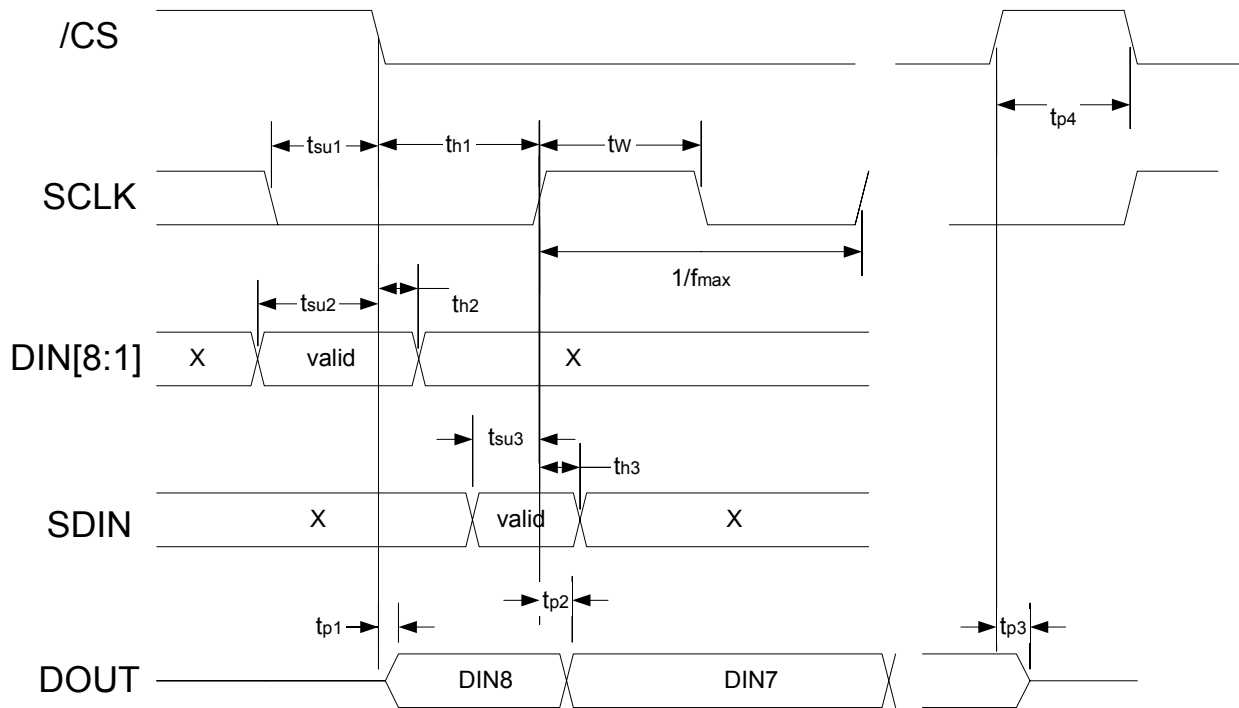 /CS
tp4
tsu1
th1
tW
SCLK
1/fmax
tsu2
th2
DIN[8:1]
X
valid
X
tsu3
th3
SDIN
X
valid
X
tp2
tp1
tp3
DOUT
DIN8
DIN7